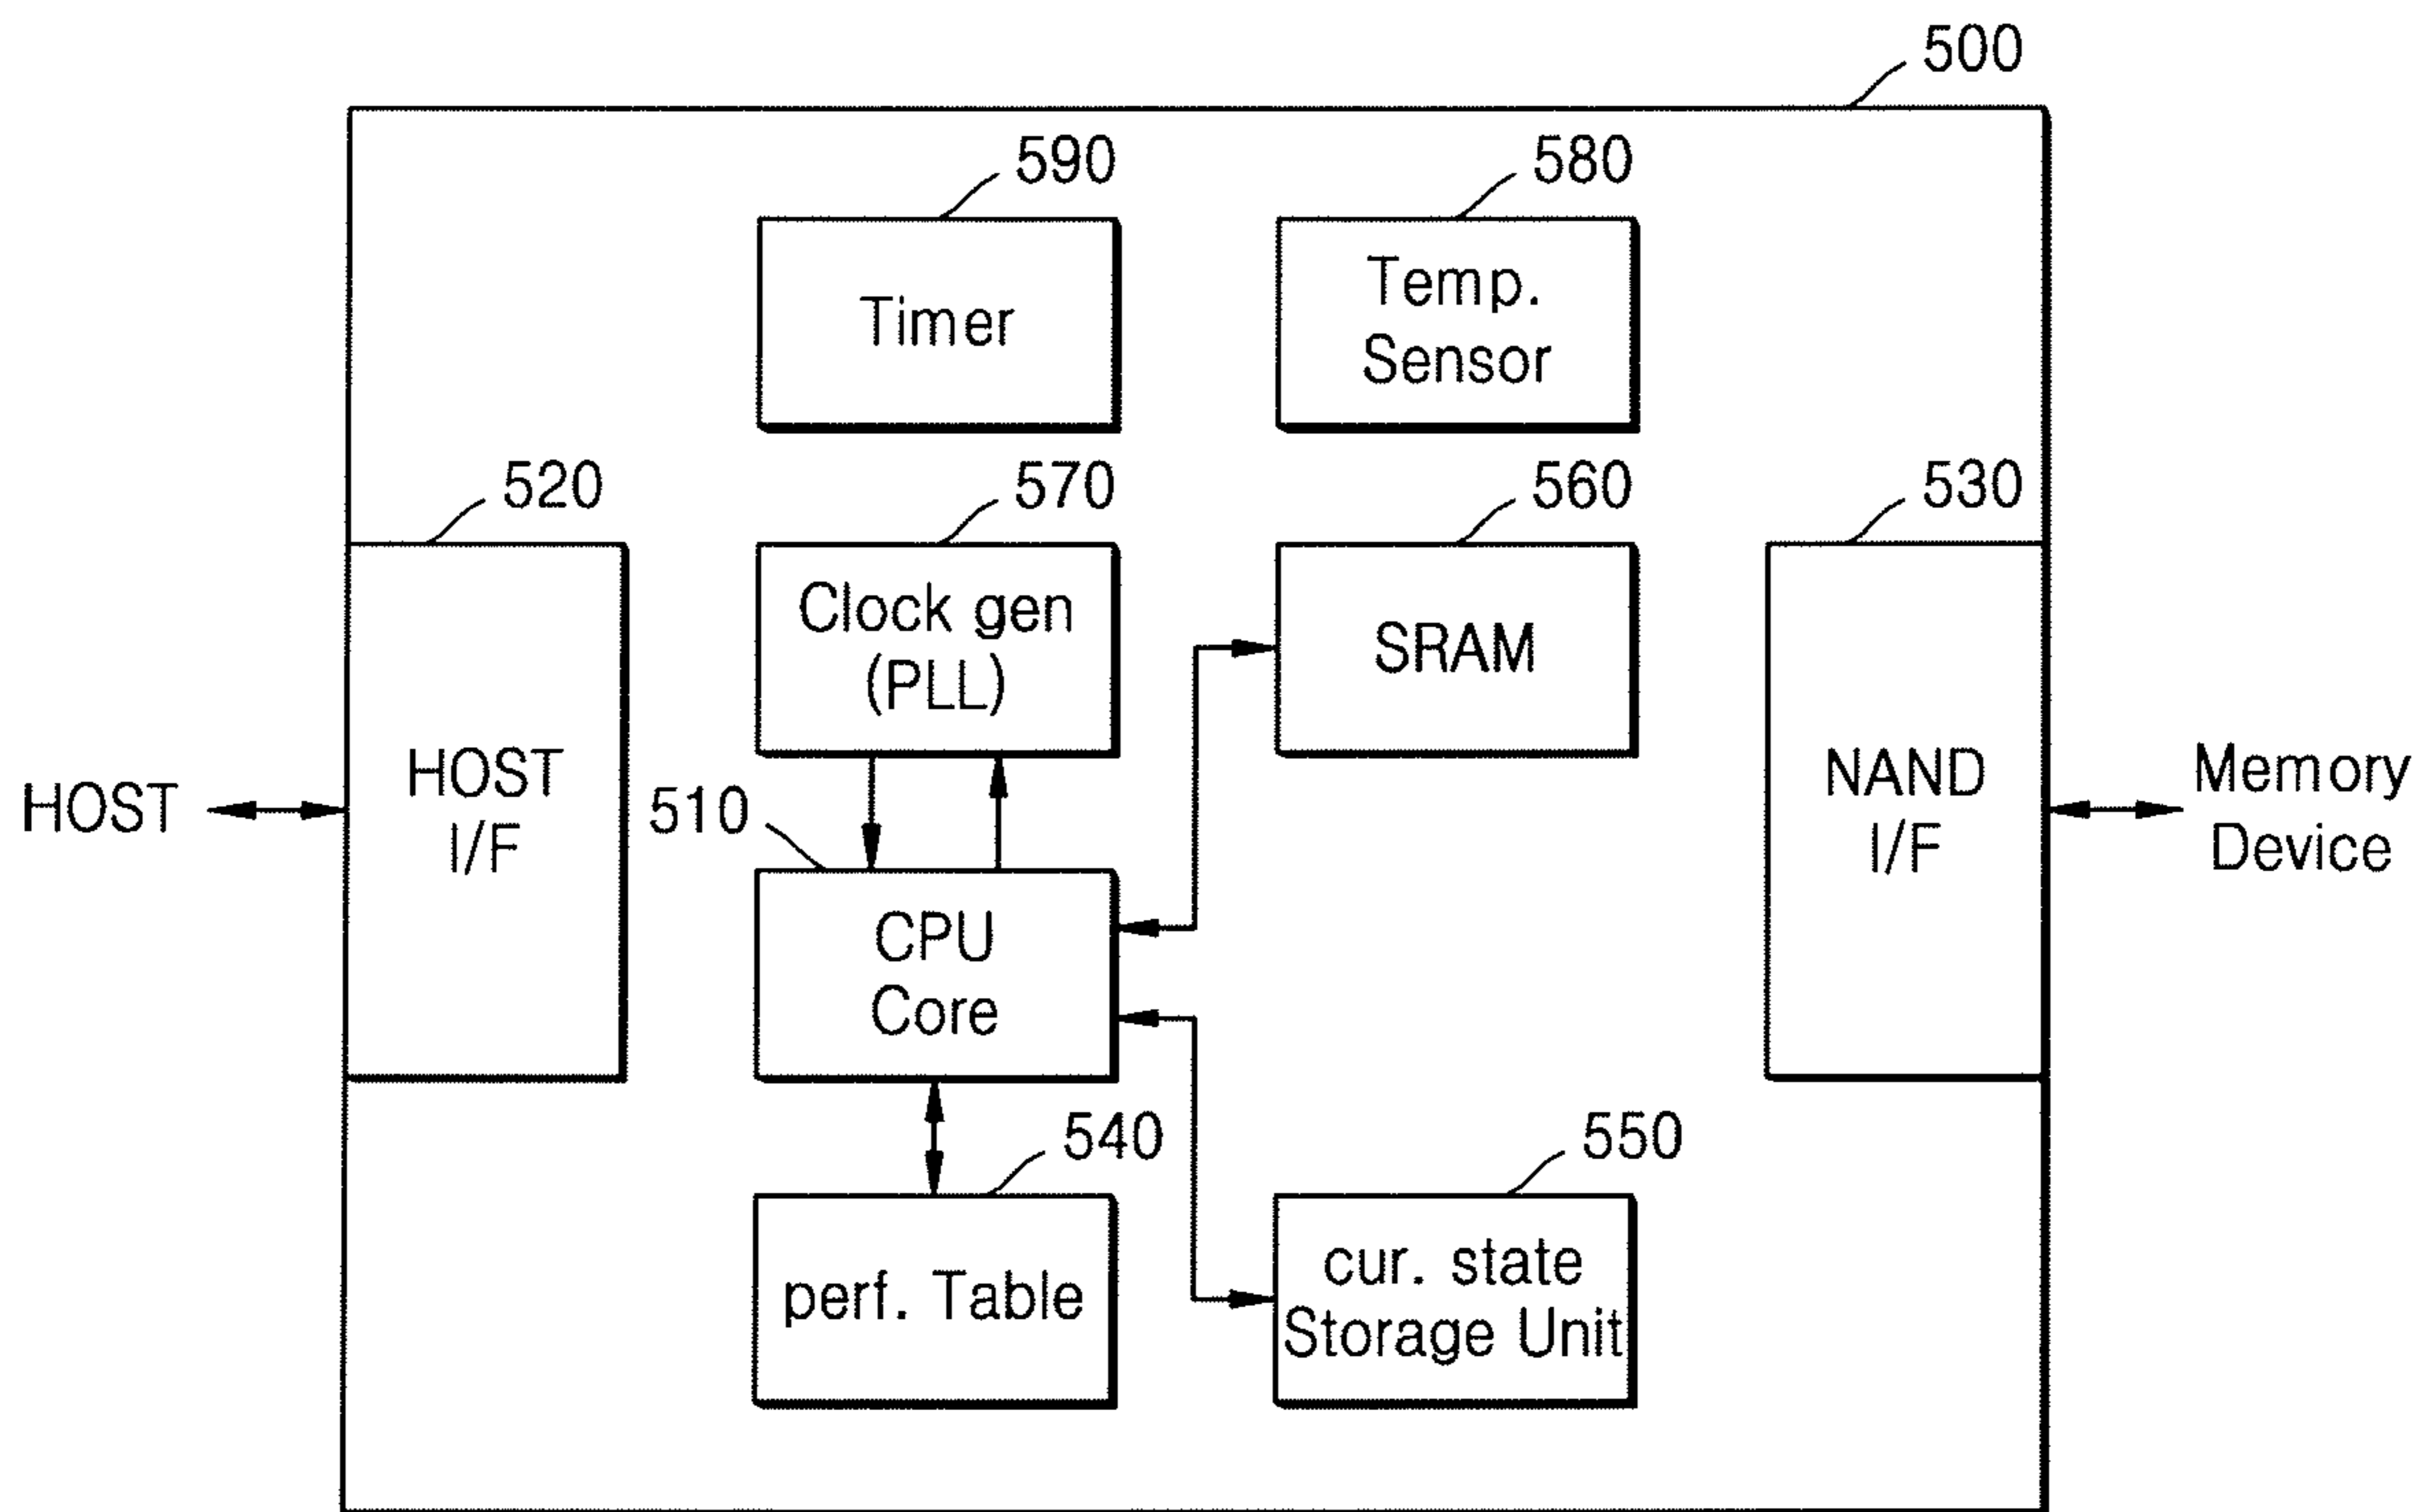 500
590
580
Timer
Temp.
Sensor
520
570
560
530
Clock gen
(PLL)
SRAM
HOST
HOST
I/F
510
NAND
I/F
Memory
Device
CPU
Core
540
550
perf. Table
cur. state
Storage Unit